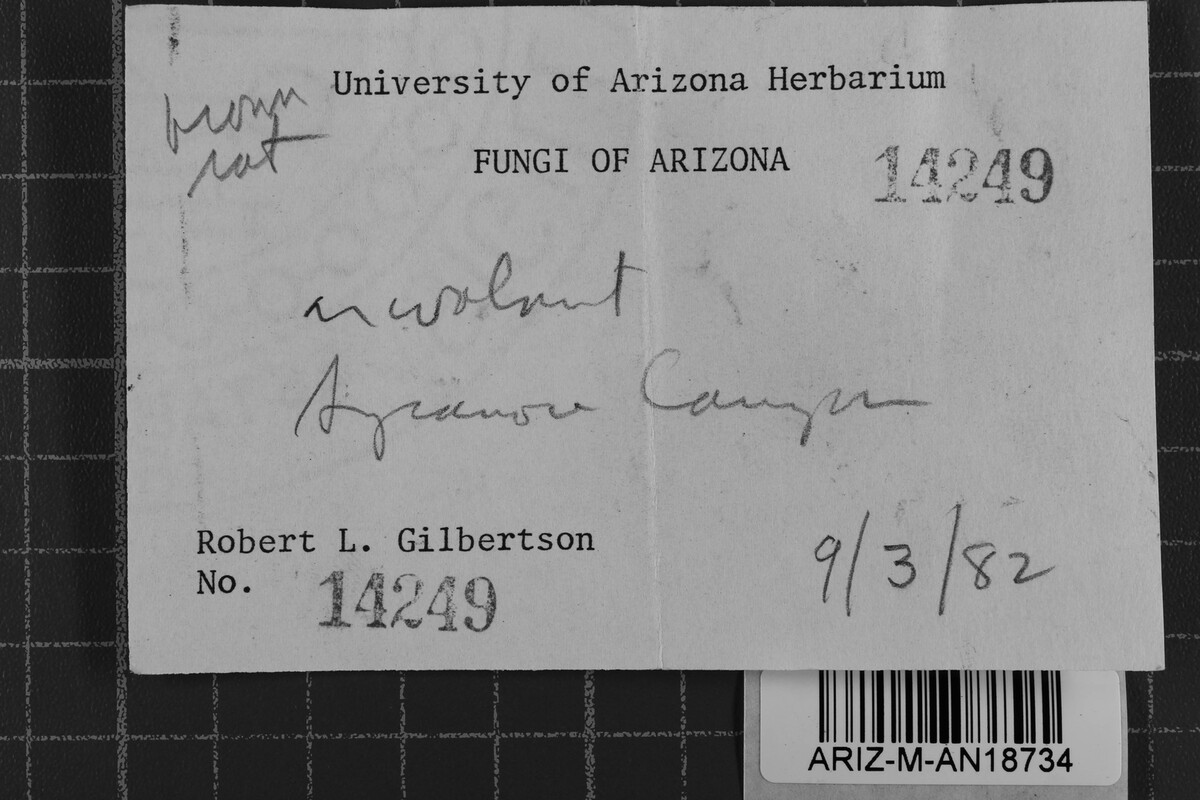 University of Arizona Herbarium
brown
rot
FUNGI OF ARIZONA
14249
on walnut
Sycamore Canyon
Robert L. Gilbertson
No. 14249
9/3/82
ARIZ-M-AN18734